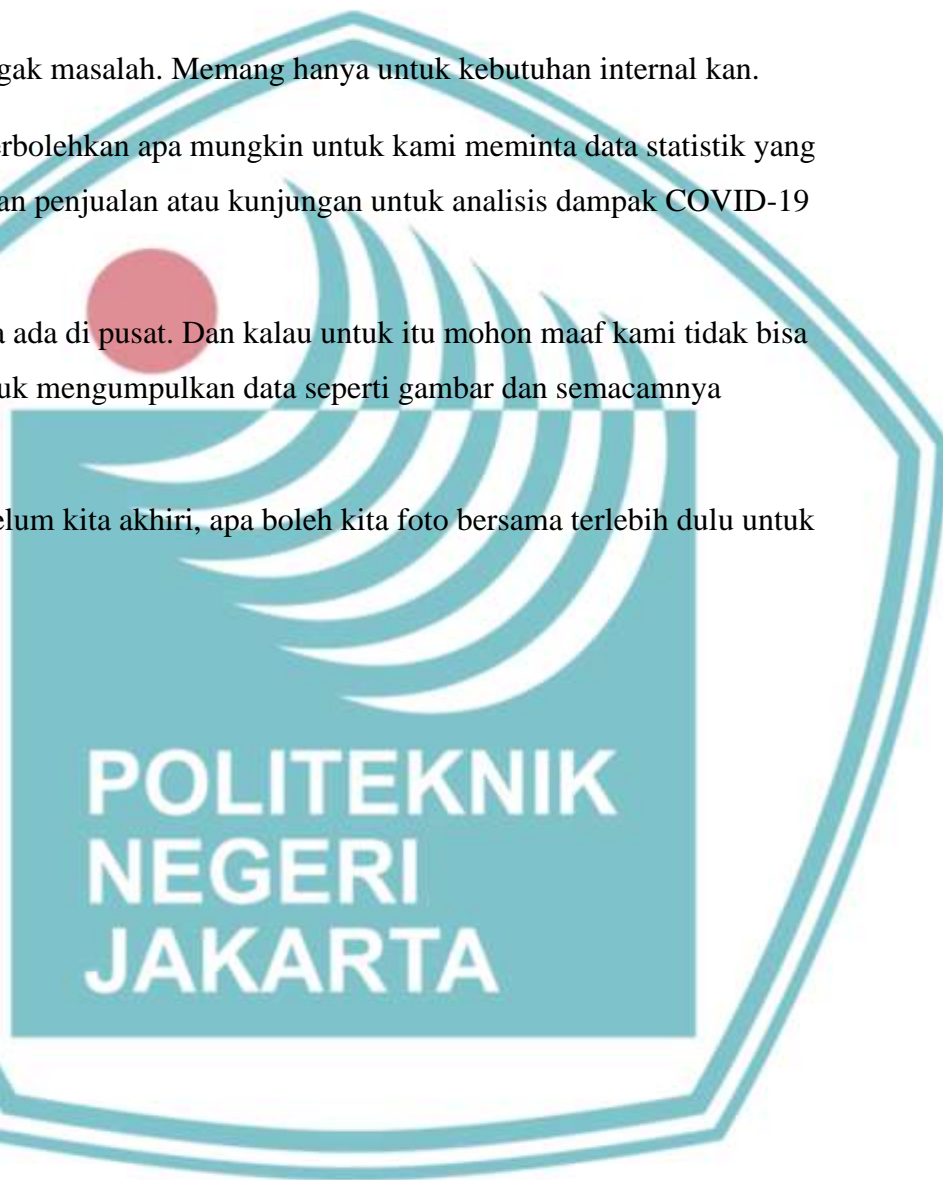 gak masalah. Memang hanya untuk kebutuhan internal kan.
erbolehkan apa mungkin untuk kami meminta data statistik yang
an penjualan atau kunjungan untuk analisis dampak COVID-19
a ada di pusat. Dan kalau untuk itu mohon maaf kami tidak bisa
uk mengumpulkan data seperti gambar dan semacamnya
elum kita akhiri, apa boleh kita foto bersama terlebih dulu untuk
POLITEKNIK
NEGERI
JAKARTA